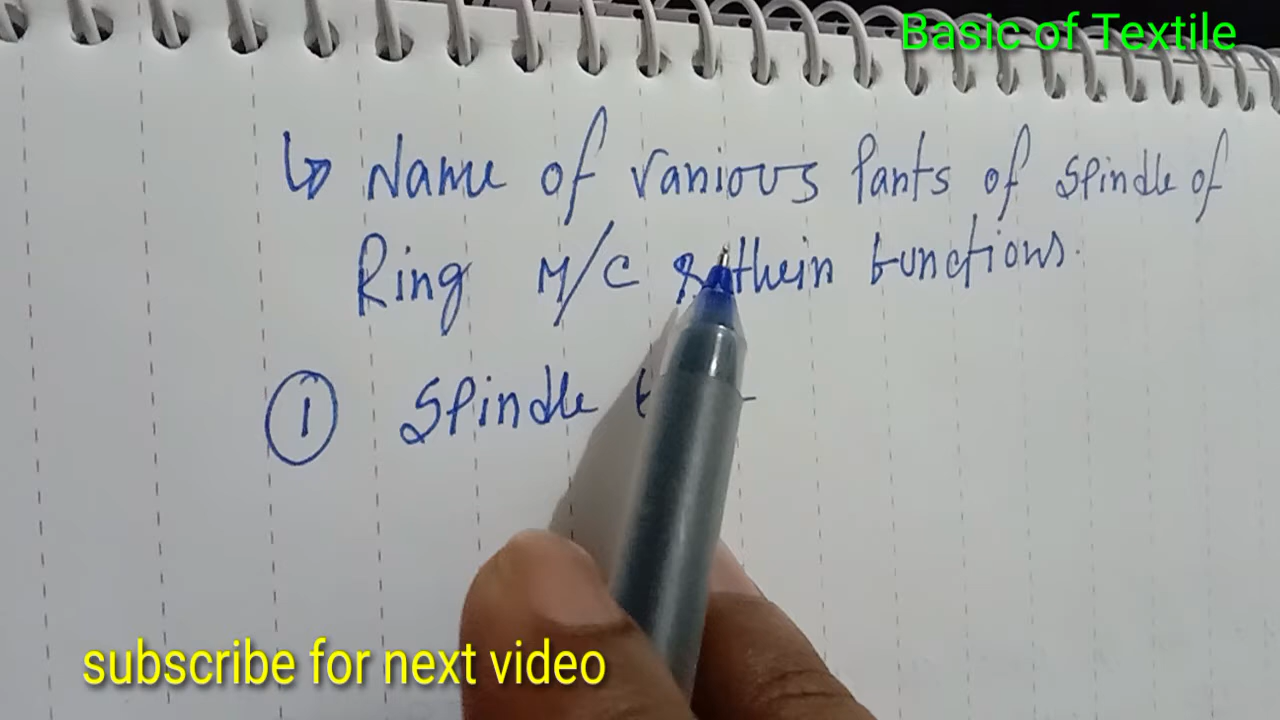 Basic of Textile
↳ Name of various Parts of Spindle of
Ring M/C & their functions.
① Spindle
subscribe for next video